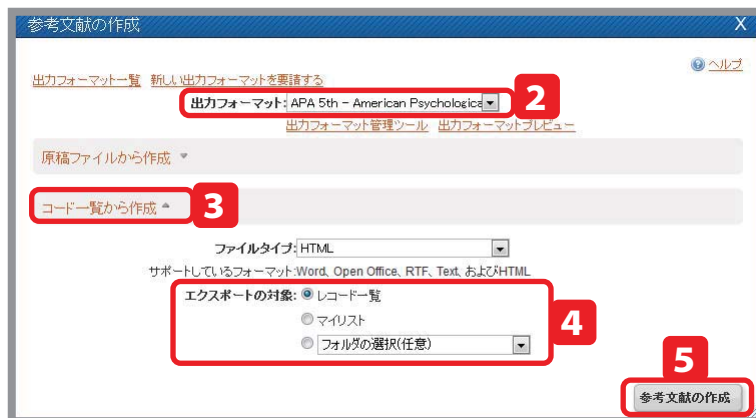 参考文献の作成 X
ヘルプ
出力フォーマット一覧 新しい出力フォーマットを要請する
出力フォーマット: APA 5th - American Psychologica 2
出力フォーマット管理ツール 出力フォーマットプレビュー
原稿ファイルから作成
コード一覧から作成 3
ファイルタイプ: HTML
サポートしているフォーマット:Word, Open Office, RTF, Text, およびHTML
エクスポートの対象: レコード一覧
マイリスト 4
フォルダの選択(任意)
5
参考文献の作成